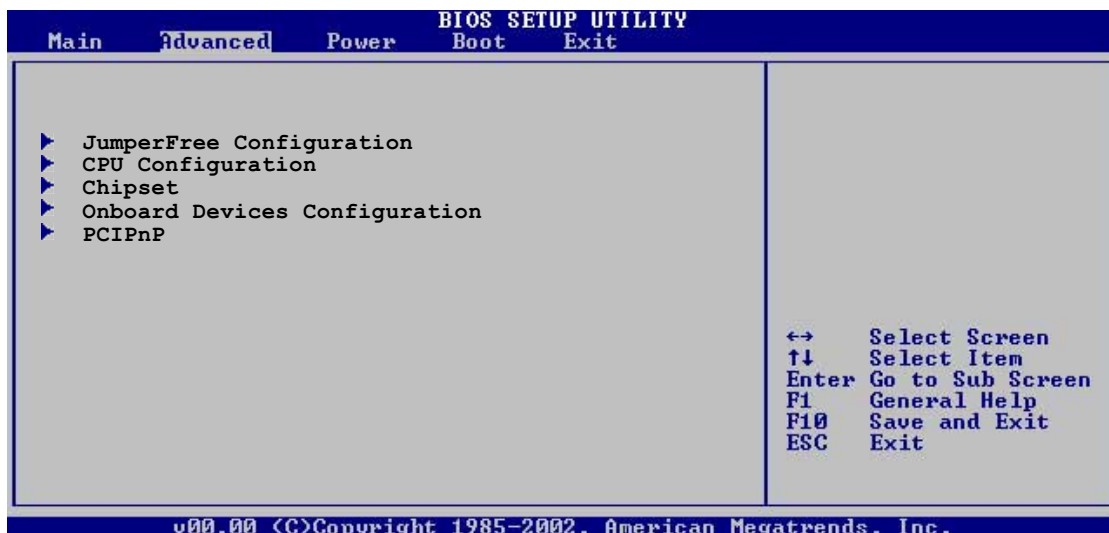 BIOS SETUP UTILITY
Main Advanced Power Boot Exit
JumperFree Configuration
CPU Configuration
Chipset
Onboard Devices Configuration
PCIPnP
←→ Select Screen
↑↓ Select Item
Enter Go to Sub Screen
F1 General Help
F10 Save and Exit
ESC Exit
v00.00 (C)Copyright 1985-2002, American Megatrends, Inc.